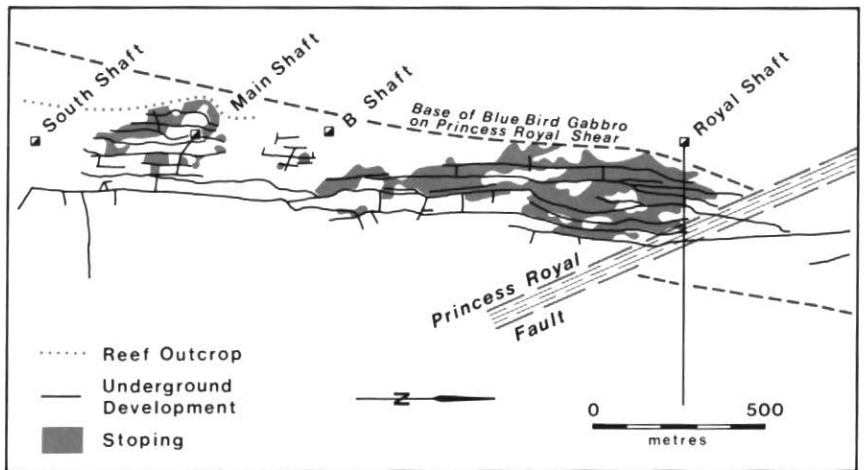 South Shaft
Main Shaft
B Shaft
Base of Blue Bird Gabbro
on Princess Royal Shear
Royal Shaft
Princess Royal
Fault
Reef Outcrop
Underground
Development
Stoping
N
0 500
metres